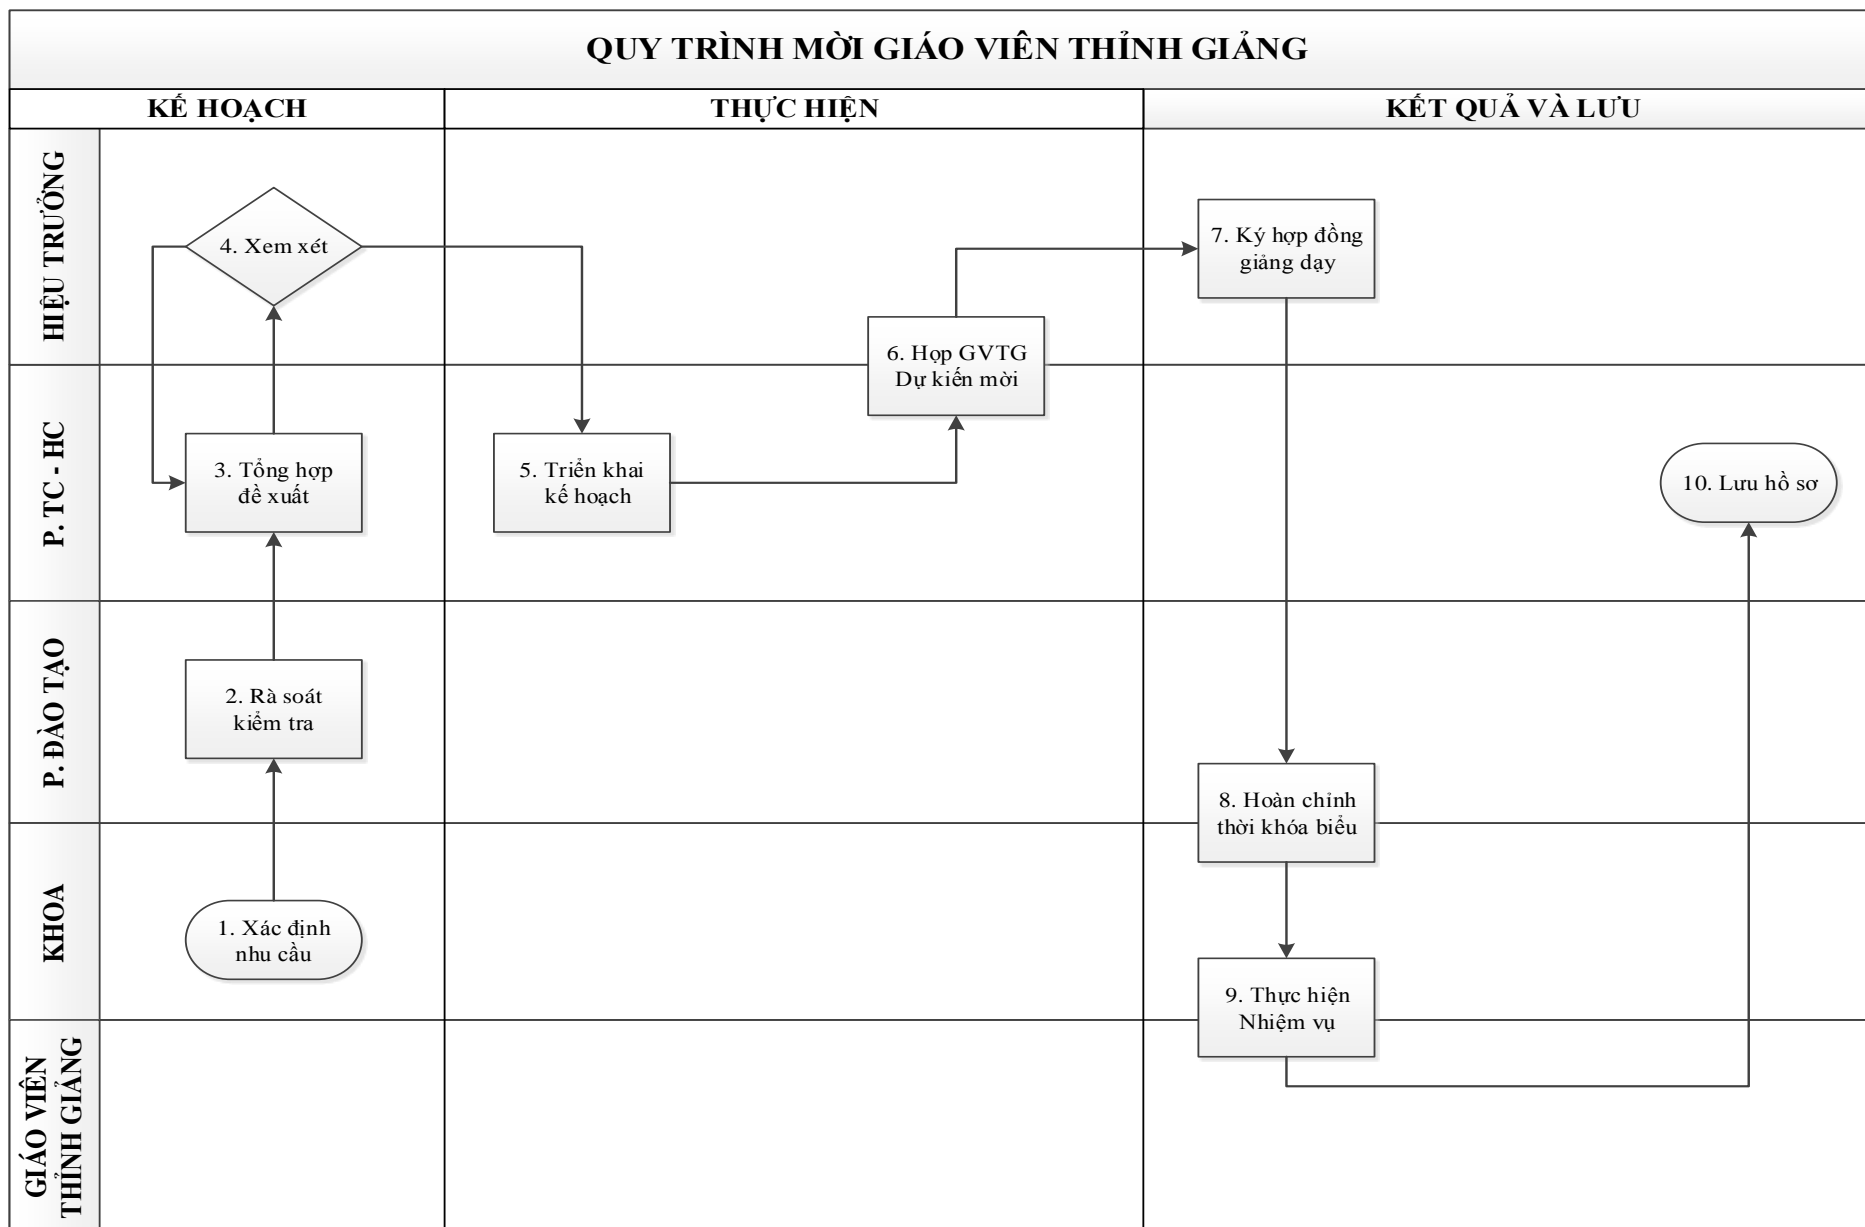 QUY TRÌNH MỜI GIÁO VIÊN THỈNH GIẢNG
KẾ HOẠCH
THỰC HIỆN
KẾT QUẢ VÀ LƯU
HIỆU TRƯỞNG
4. Xem xét
7. Ký hợp đồng
giảng dạy
6. Họp GVTG
Dự kiến mời
P. TC - HC
3. Tổng hợp
đề xuất
5. Triển khai
kế hoạch
10. Lưu hồ sơ
P. ĐÀO TẠO
2. Rà soát
kiểm tra
8. Hoàn chỉnh
thời khóa biểu
KHOA
1. Xác định
nhu cầu
9. Thực hiện
Nhiệm vụ
GIÁO VIÊN
THỈNH GIẢNG